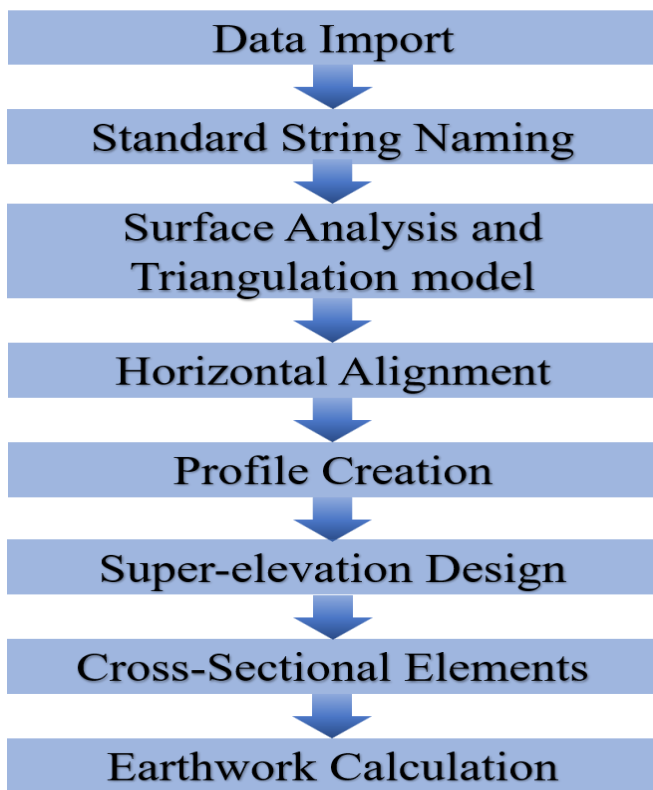 Data Import
Standard String Naming
Surface Analysis and
Triangulation model
Horizontal Alignment
Profile Creation
Super-elevation Design
Cross-Sectional Elements
Earthwork Calculation